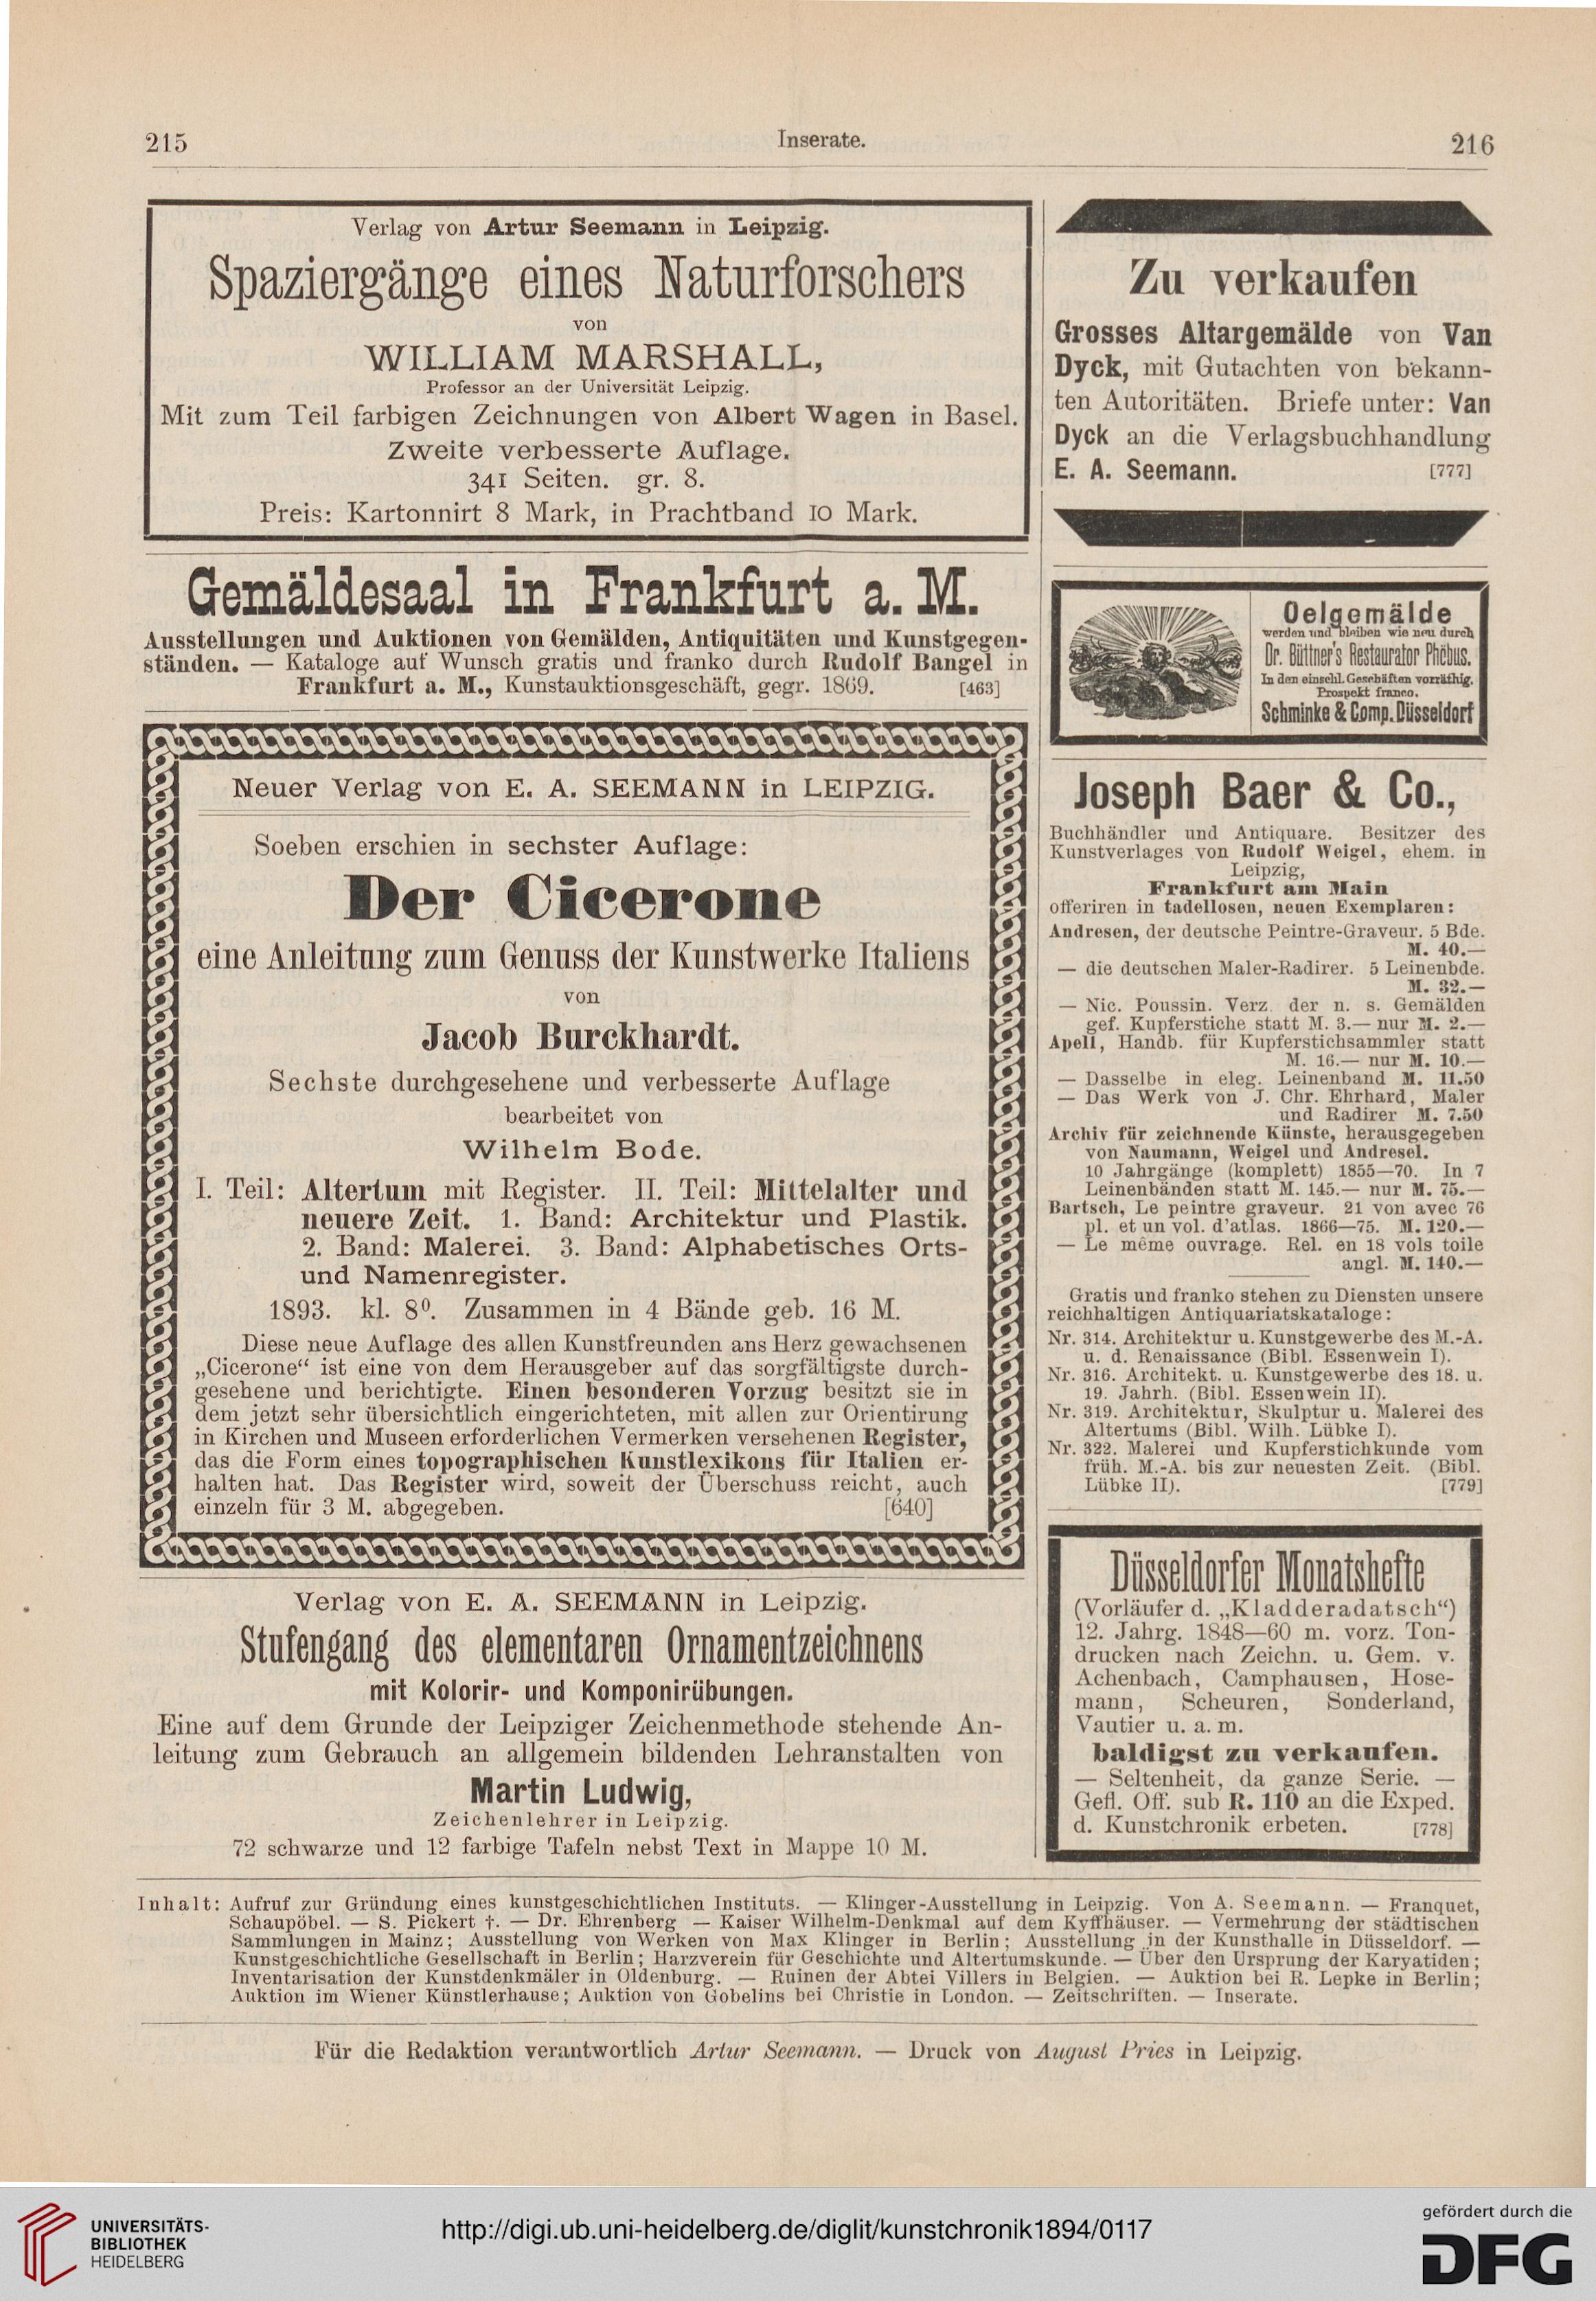 215
Inserate.
216
Verlag von Artur Seemann in Leipzig.
Spaziergänge eines Naturforschers
von
WILLIAM MARSHALL,
Professor an der Universität Leipzig.
Mit zum Teil farbigen Zeichnungen von Albert Wagen in Basel.
Zweite verbesserte Auflage.
341 Seiten. gr. 8.
Preis: Kartonnirt 8 Mark, in Prachtband 10 Mark.
Gemäldesaal in Frankfurt a. M.
Ausstellungen und Auktionen von Gemälden, Antiquitäten und Kunstgegen-
ständen. — Kataloge auf Wunsch gratis und franko durch Rudolf Bangel in
Frankfurt a. M., Kunstauktionsgeschäft, gegr. 1869. [463]
Neuer Verlag von E. A. SEEMANN in LEIPZIG.
Soeben erschien in sechster Auflage:
Der Cicerone
eine Anleitung zum Genuss der Kunstwerke Italiens
von
Jacob Burckhardt.
Sechste durchgesehene und verbesserte Auflage
bearbeitet von
Wilhelm Bode.
I. Teil: Altertum mit Register. II. Teil: Mittelalter und
neuere Zeit. 1. Band: Architektur und Plastik.
2. Band: Malerei. 3. Band: Alphabetisches Orts-
und Namenregister.
1893. kl. 8⁰. Zusammen in 4 Bände geb. 16 M.
Diese neue Auflage des allen Kunstfreunden ans Herz gewachsenen
„Cicerone“ ist eine von dem Herausgeber auf das sorgfältigste durch-
gesehene und berichtigte. Einen besonderen Vorzug besitzt sie in
dem jetzt sehr übersichtlich eingerichteten, mit allen zur Orientirung
in Kirchen und Museen erforderlichen Vermerken versehenen Register,
das die Form eines topographischen Kunstlexikons für Italien er-
halten hat. Das Register wird, soweit der Überschuss reicht, auch
einzeln für 3 M. abgegeben. [640]
Verlag von E. A. SEEMANN in Leipzig.
Stufengang des elementaren Ornamentzeichnens
mit Kolorir- und Komponirübungen.
Eine auf dem Grunde der Leipziger Zeichenmethode stehende An-
leitung zum Gebrauch an allgemein bildenden Lehranstalten von
Martin Ludwig,
Zeichenlehrer in Leipzig.
72 schwarze und 12 farbige Tafeln nebst Text in Mappe 10 M.
Zu verkaufen
Grosses Altargemälde von Van
Dyck, mit Gutachten von bekann-
ten Autoritäten. Briefe unter: Van
Dyck an die Verlagsbuchhandlung
E. A. Seemann. [777]
Oelgemälde
werden und bleiben wie neu durch
Dr. Büttner's Restaurator Phöbus.
In den einschl. Geschäften vorräthig.
Prospekt franco.
Schminke & Comp. Düsseldorf
Joseph Baer & Co.,
Buchhändler und Antiquare. Besitzer des
Kunstverlages von Rudolf Weigel, ehem. in
Leipzig,
Frankfurt am Main
offeriren in tadellosen, neuen Exemplaren:
Andresen, der deutsche Peintre-Graveur. 5 Bde.
M. 40.—
— die deutschen Maler-Radirer. 5 Leinenbde.
M. 32.—
— Nic. Poussin. Verz. der n. s. Gemälden
gef. Kupferstiche statt M. 3.— nur M. 2.—
Apell, Handb. für Kupferstichsammler statt
M. 16.— nur M. 10.—
— Dasselbe in eleg. Leinenband M. 11.50
— Das Werk von J. Chr. Ehrhard, Maler
und Radirer M. 7.50
Archiv für zeichnende Künste, herausgegeben
von Naumann, Weigel und Andresel.
10 Jahrgänge (komplett) 1855—70. In 7
Leinenbänden statt M. 145.— nur M. 75.—
Bartsch, Le peintre graveur. 21 von avec 76
pl. et un vol. d'atlas. 1866—75. M. 120.—
— Le même ouvrage. Rel. en 18 vols toile
angl. M. 140.—
Gratis und franko stehen zu Diensten unsere
reichhaltigen Antiquariatskataloge:
Nr. 314. Architektur u. Kunstgewerbe des M.-A.
u. d. Renaissance (Bibl. Essenwein I).
Nr. 316. Architekt. u. Kunstgewerbe des 18. u.
19. Jahrh. (Bibl. Essenwein II).
Nr. 319. Architektur, Skulptur u. Malerei des
Altertums (Bibl. Wilh. Lübke I).
Nr. 322. Malerei und Kupferstichkunde vom
früh. M.-A. bis zur neuesten Zeit. (Bibl.
Lübke II). [779]
Düsseldorfer Monatshefte
(Vorläufer d. „Kladderadatsch“)
12. Jahrg. 1848—60 m. vorz. Ton-
drucken nach Zeichn. u. Gem. v.
Achenbach, Camphausen, Hose-
mann, Scheuren, Sonderland,
Vautier u. a. m.
baldigst zu verkaufen.
— Seltenheit, da ganze Serie. —
Gefl. Off. sub R. 110 an die Exped.
d. Kunstchronik erbeten. [778]
Inhalt: Aufruf zur Gründung eines kunstgeschichtlichen Instituts. — Klinger-Ausstellung in Leipzig. Von A. Seemann. — Franquet,
Schaupöbel. — S. Pickert †. — Dr. Ehrenberg — Kaiser Wilhelm-Denkmal auf dem Kyffhäuser. — Vermehrung der städtischen
Sammlungen in Mainz; Ausstellung von Werken von Max Klinger in Berlin; Ausstellung in der Kunsthalle in Düsseldorf. —
Kunstgeschichtliche Gesellschaft in Berlin; Harzverein für Geschichte und Altertumskunde. — Über den Ursprung der Karyatiden;
Inventarisation der Kunstdenkmäler in Oldenburg. — Ruinen der Abtei Villers in Belgien. — Auktion bei R. Lepke in Berlin;
Auktion im Wiener Künstlerhause; Auktion von Gobelins bei Christie in London. — Zeitschriften. — Inserate.
Für die Redaktion verantwortlich Artur Seemann. — Druck von August Pries in Leipzig.
UNIVERSITÄTS-
BIBLIOTHEK
HEIDELBERG
http://digi.ub.uni-heidelberg.de/diglit/kunstchronik1894/0117
gefördert durch die
DFG